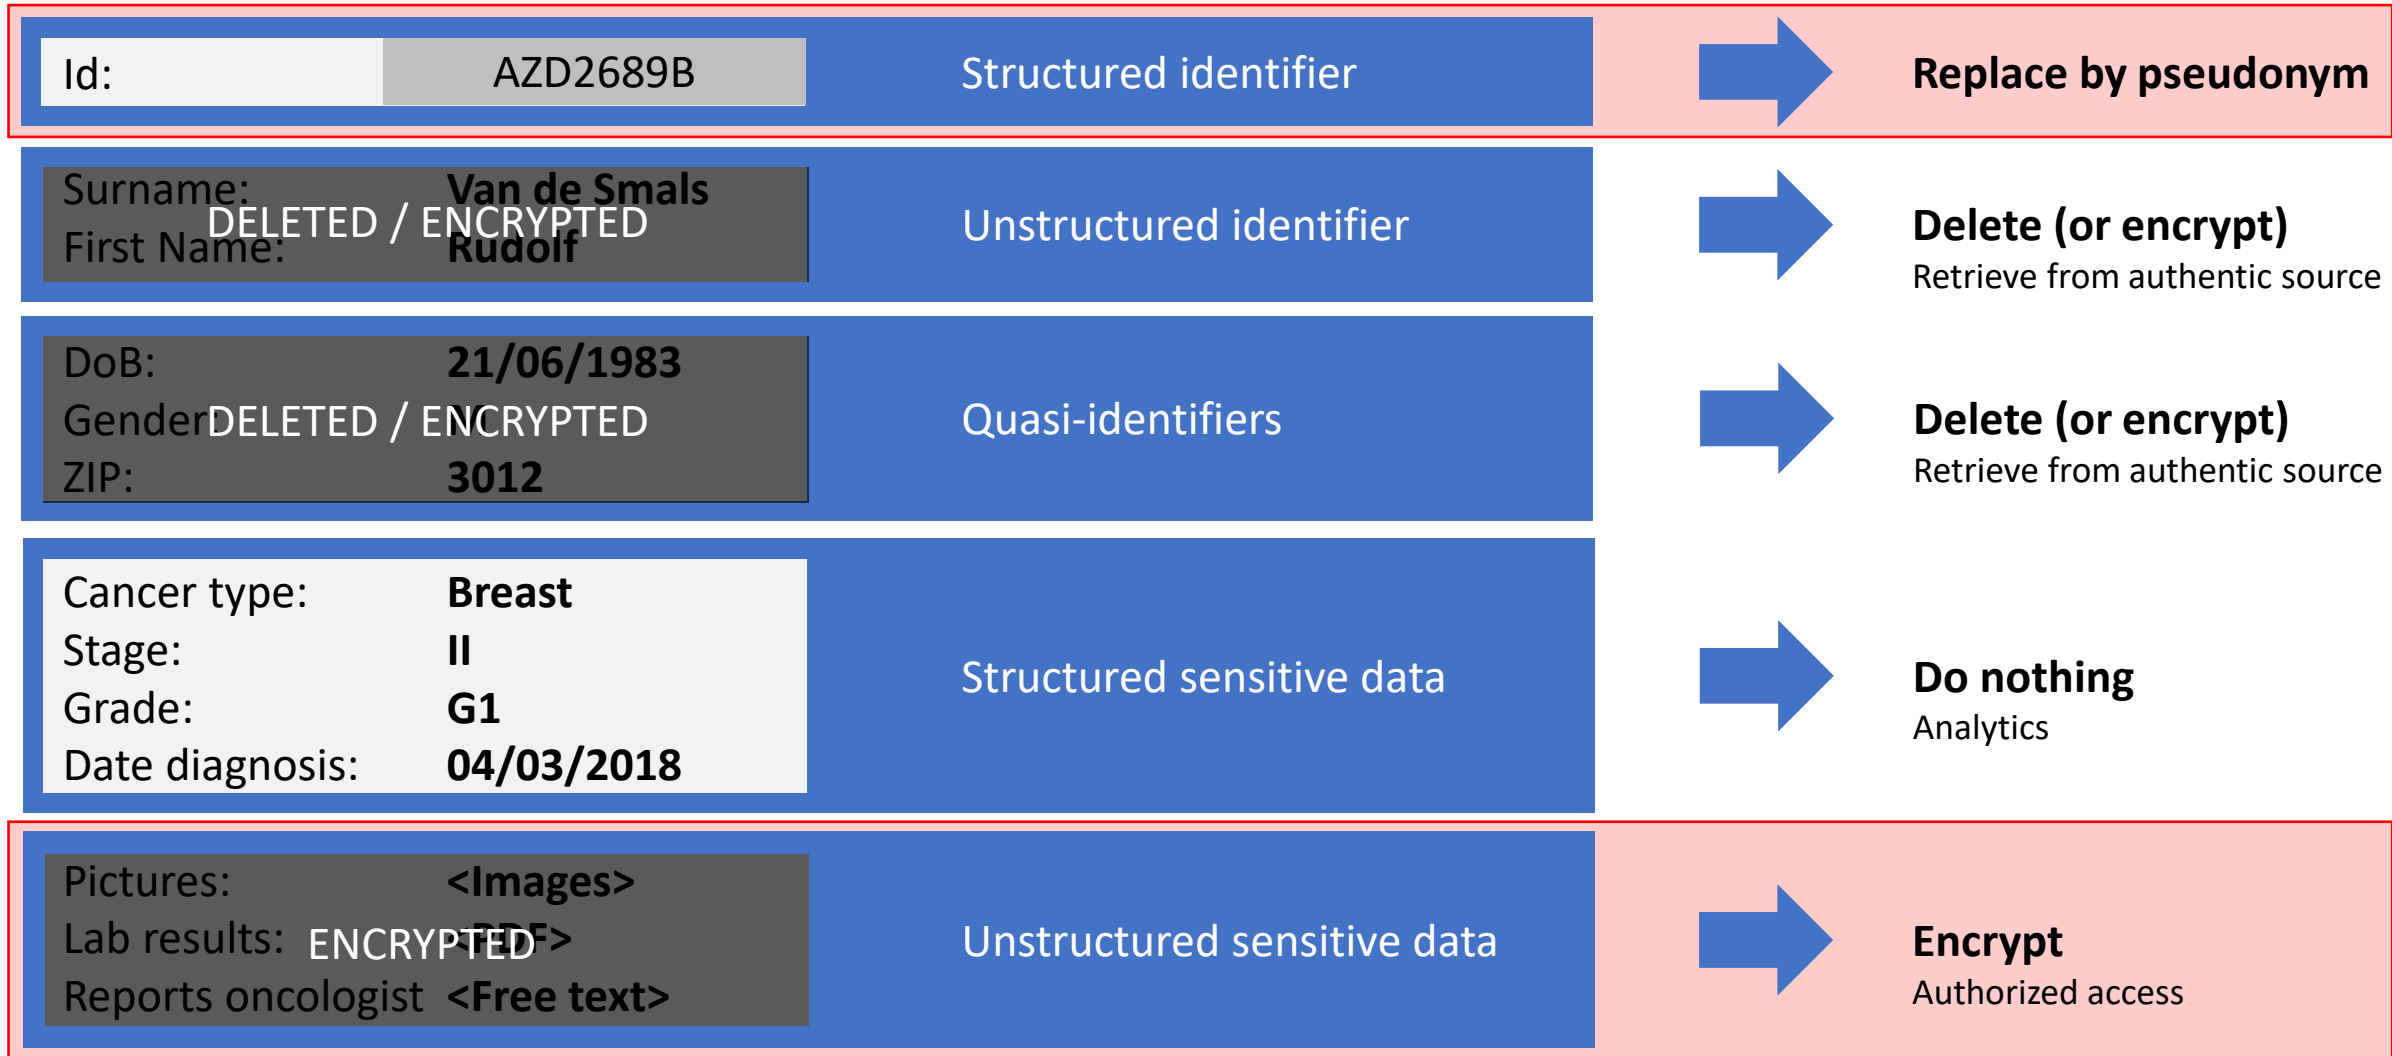 Id: AZD2689B Structured identifier Replace by pseudonym
Surname: Van de Smals
DELETED / ENCRYPTED Unstructured identifier Delete (or encrypt)
First Name: Rudolf
Retrieve from authentic source
DoB: 21/06/1983
Gender: M
DELETED / ENCRYPTED Quasi-identifiers Delete (or encrypt)
ZIP: 3012
Retrieve from authentic source
Cancer type: Breast
Stage: II
Structured sensitive data Do nothing
Grade: G1
Analytics
Date diagnosis: 04/03/2018
Pictures: <Images>
Lab results: <PDF>
ENCRYPTED Unstructured sensitive data Encrypt
Reports oncologist <Free text>
Authorized access